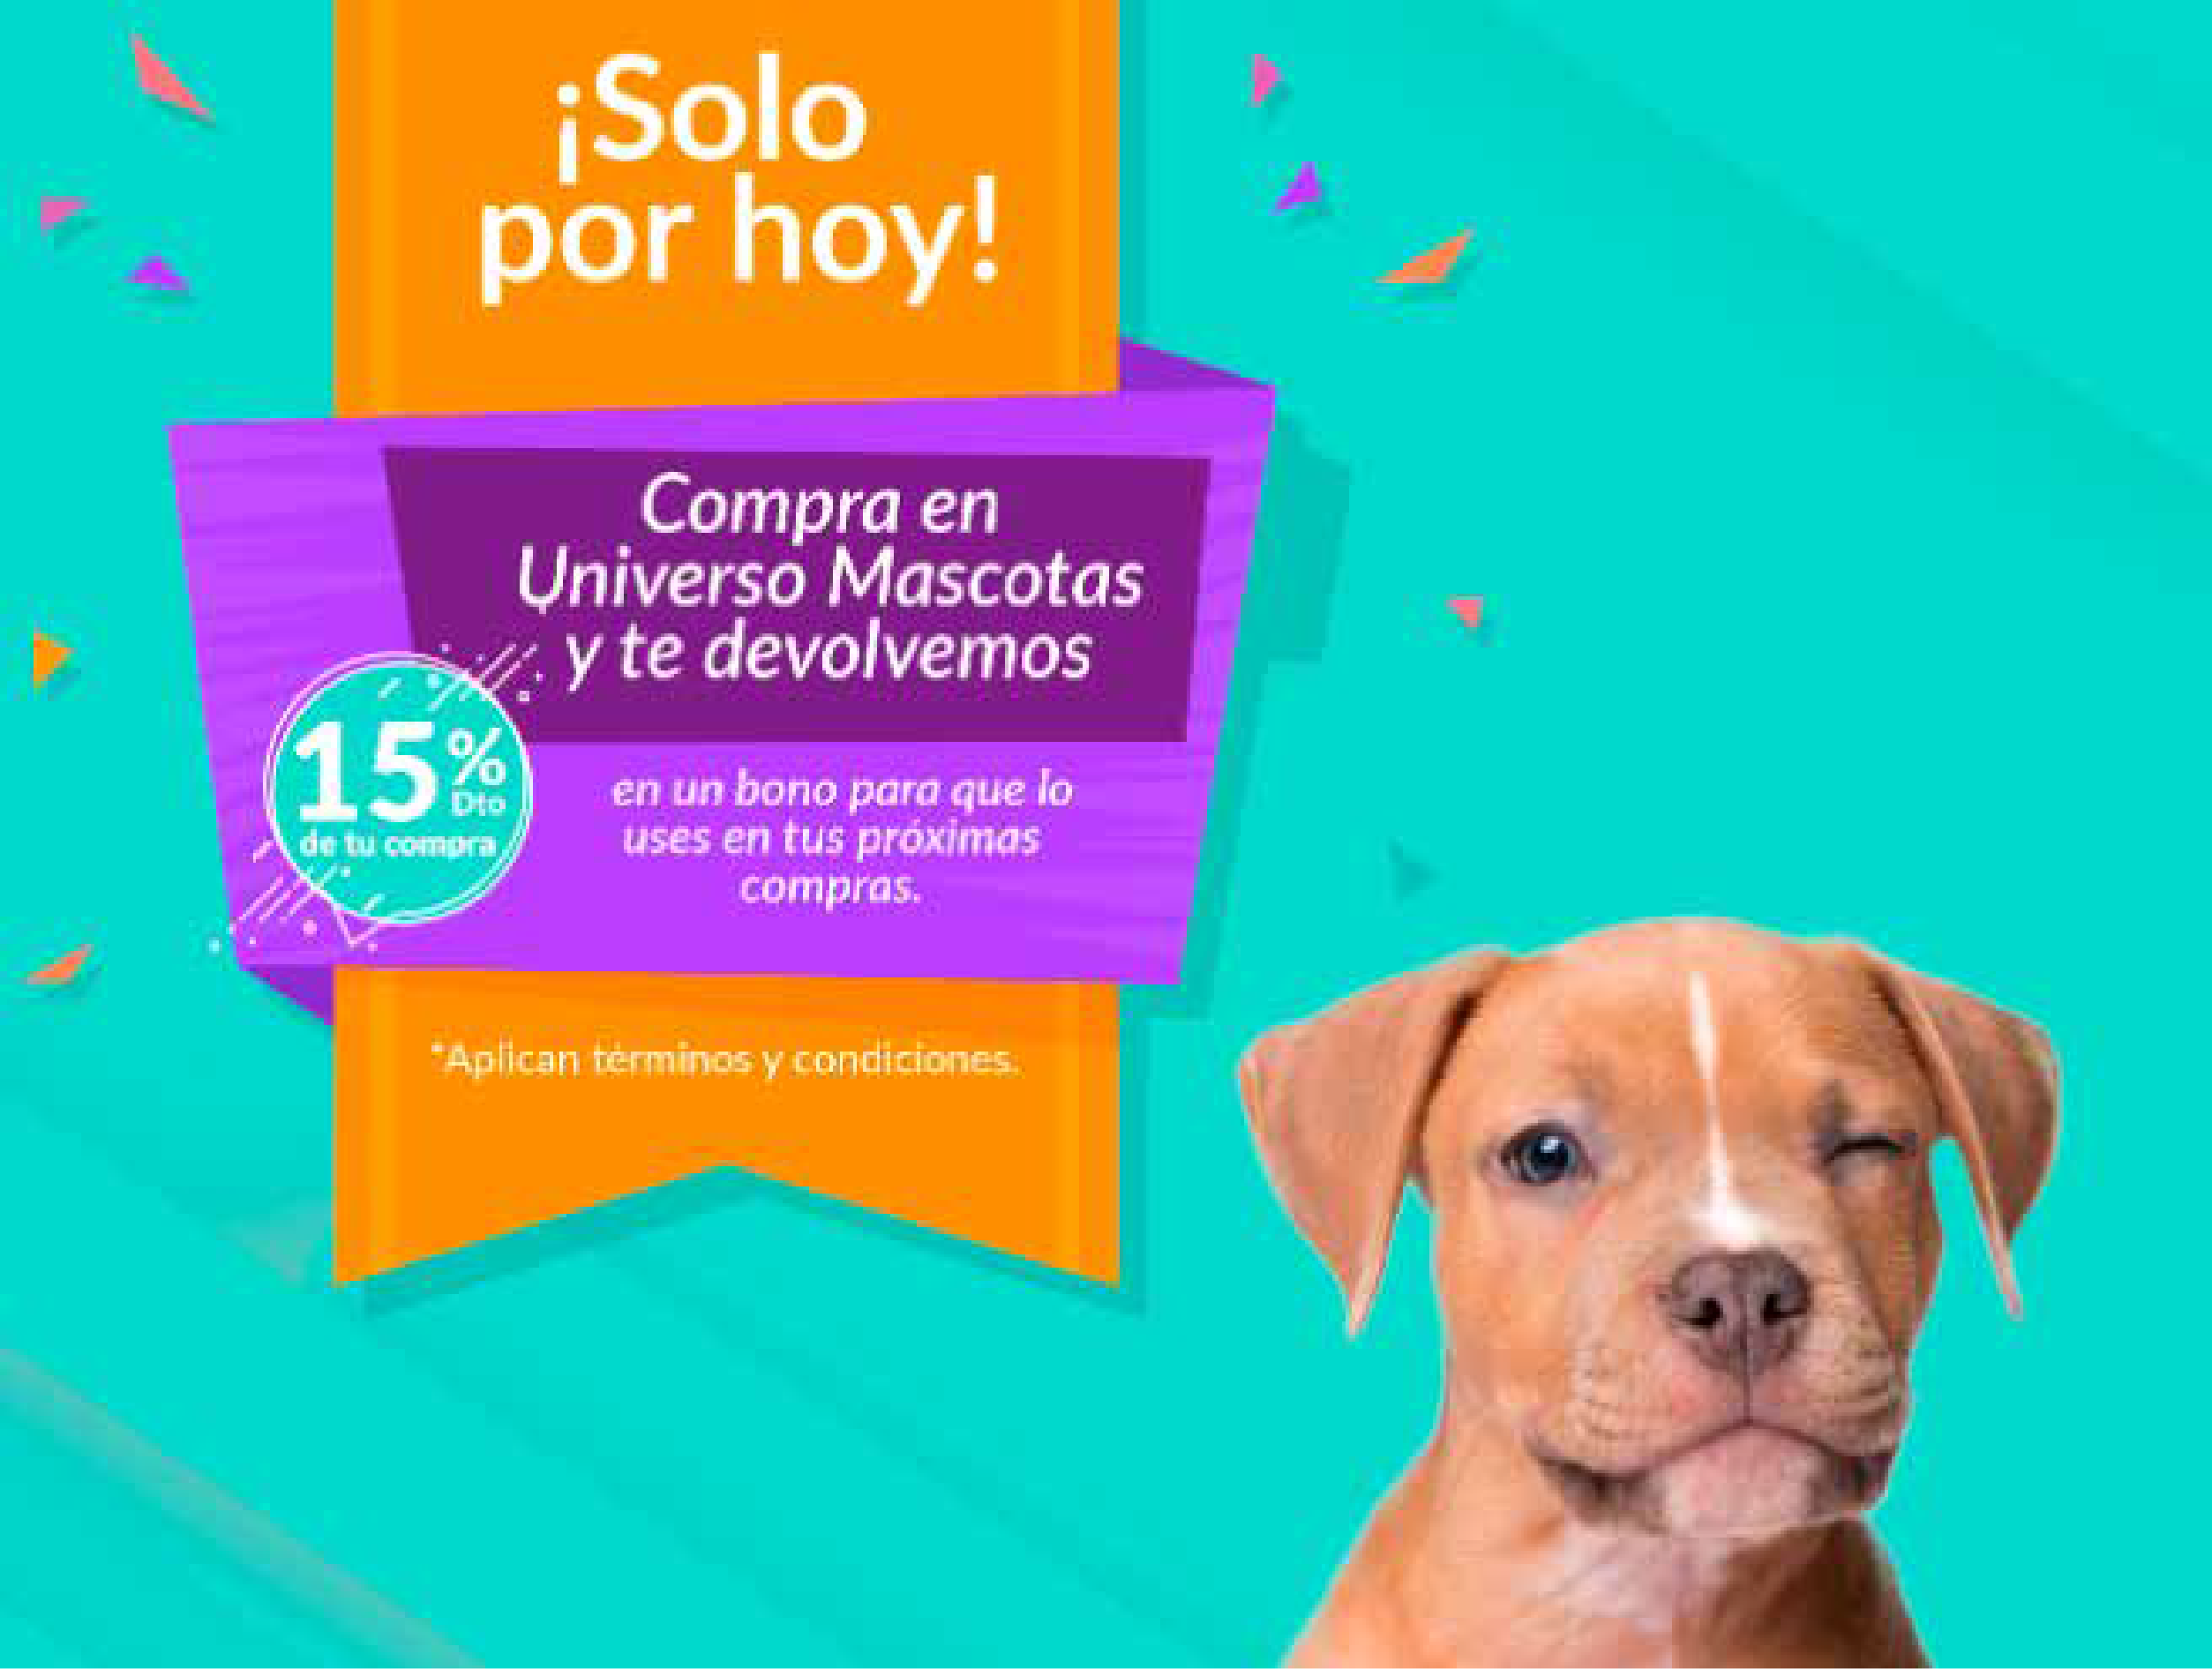 ¡Solo
por hoy!
Compra en
Universo Mascotas
y te devolvemos
15%
Dto
de tu compra
en un bono para que lo
uses en tus próximas
compras.
*Aplican términos y condiciones.